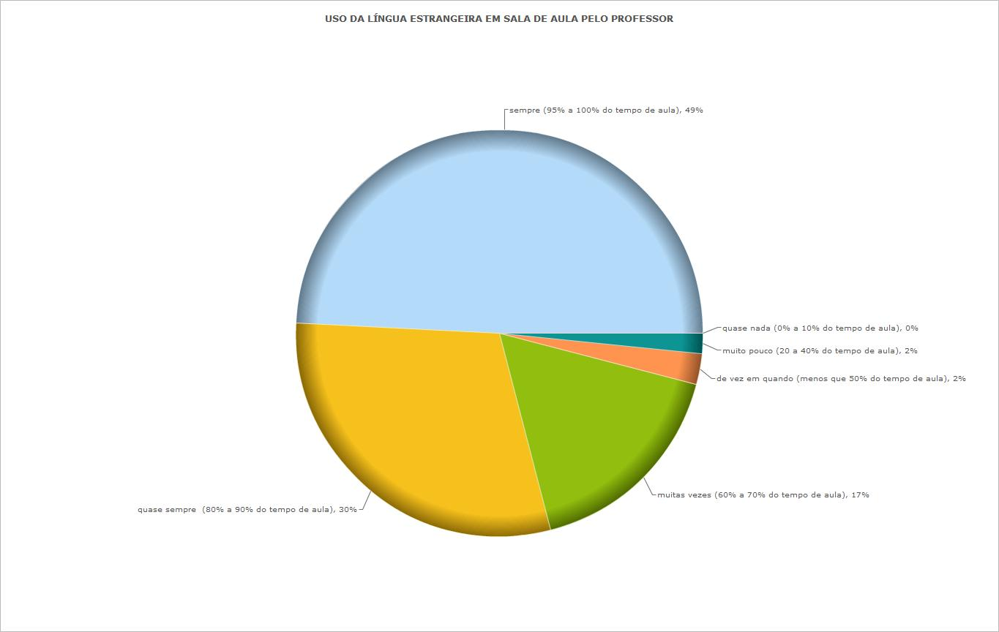 USO DA LÍNGUA ESTRANGEIRA EM SALA DE AULA PELO PROFESSOR
sempre (95% a 100% do tempo de aula), 49%
quase nada (0% a 10% do tempo de aula), 0%
muito pouco (20 a 40% do tempo de aula), 2%
de vez em quando (menos que 50% do tempo de aula), 2%
muitas vezes (60% a 70% do tempo de aula), 17%
quase sempre  (80% a 90% do tempo de aula), 30%